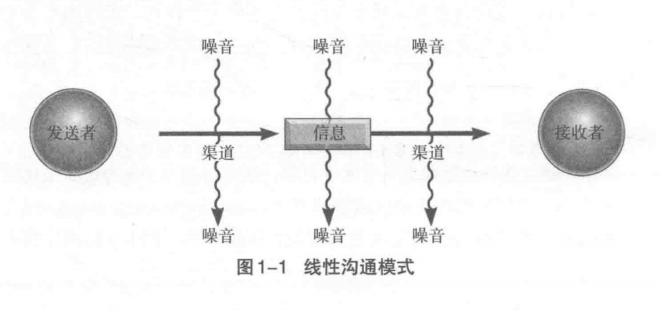 噪音 噪音 噪音
发送者 信息 接收者
渠道 渠道
噪音 噪音 噪音
图1-1 线性沟通模式